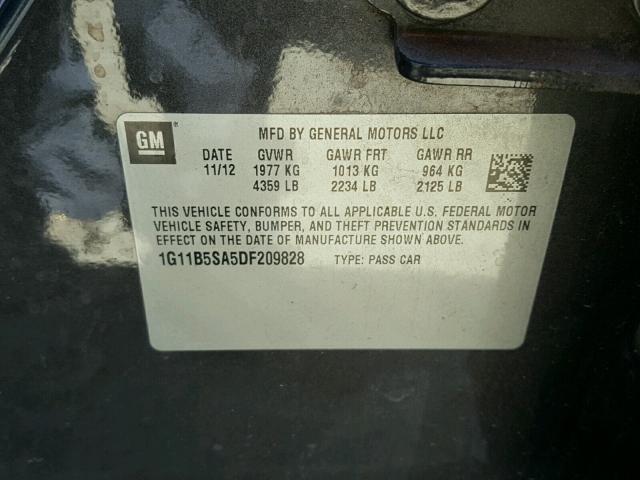 GM
MFD BY GENERAL MOTORS LLC
DATE GVWR GAWR FRT GAWR RR
11/12 1977 KG 1013 KG 964 KG
4359 LB 2234 LB 2125 LB
THIS VEHICLE CONFORMS TO ALL APPLICABLE U.S. FEDERAL MOTOR
VEHICLE SAFETY, BUMPER, AND THEFT PREVENTION STANDARDS IN
EFFECT ON THE DATE OF MANUFACTURE SHOWN ABOVE.
1G11B5SA5DF209828 TYPE: PASS CAR